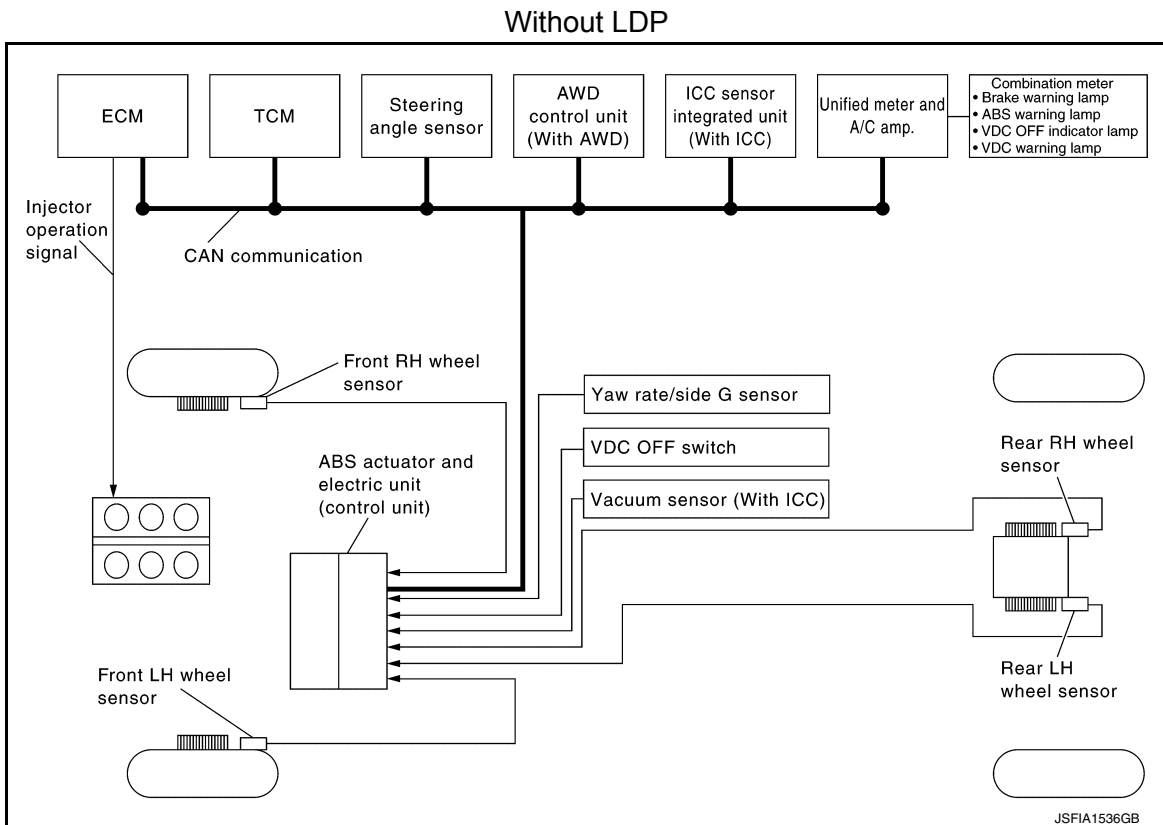 Without LDP
ECM
TCM
Steering
angle sensor
AWD
control unit
(With AWD)
ICC sensor
integrated unit
(With ICC)
Unified meter and
A/C amp.
Combination meter
• Brake warning lamp
• ABS warning lamp
• VDC OFF indicator lamp
• VDC warning lamp
Injector
operation
signal
CAN communication
Front RH wheel
sensor
Yaw rate/side G sensor
VDC OFF switch
Vacuum sensor (With ICC)
ABS actuator and
electric unit
(control unit)
Rear RH wheel
sensor
Front LH wheel
sensor
Rear LH
wheel sensor
JSFIA1536GB